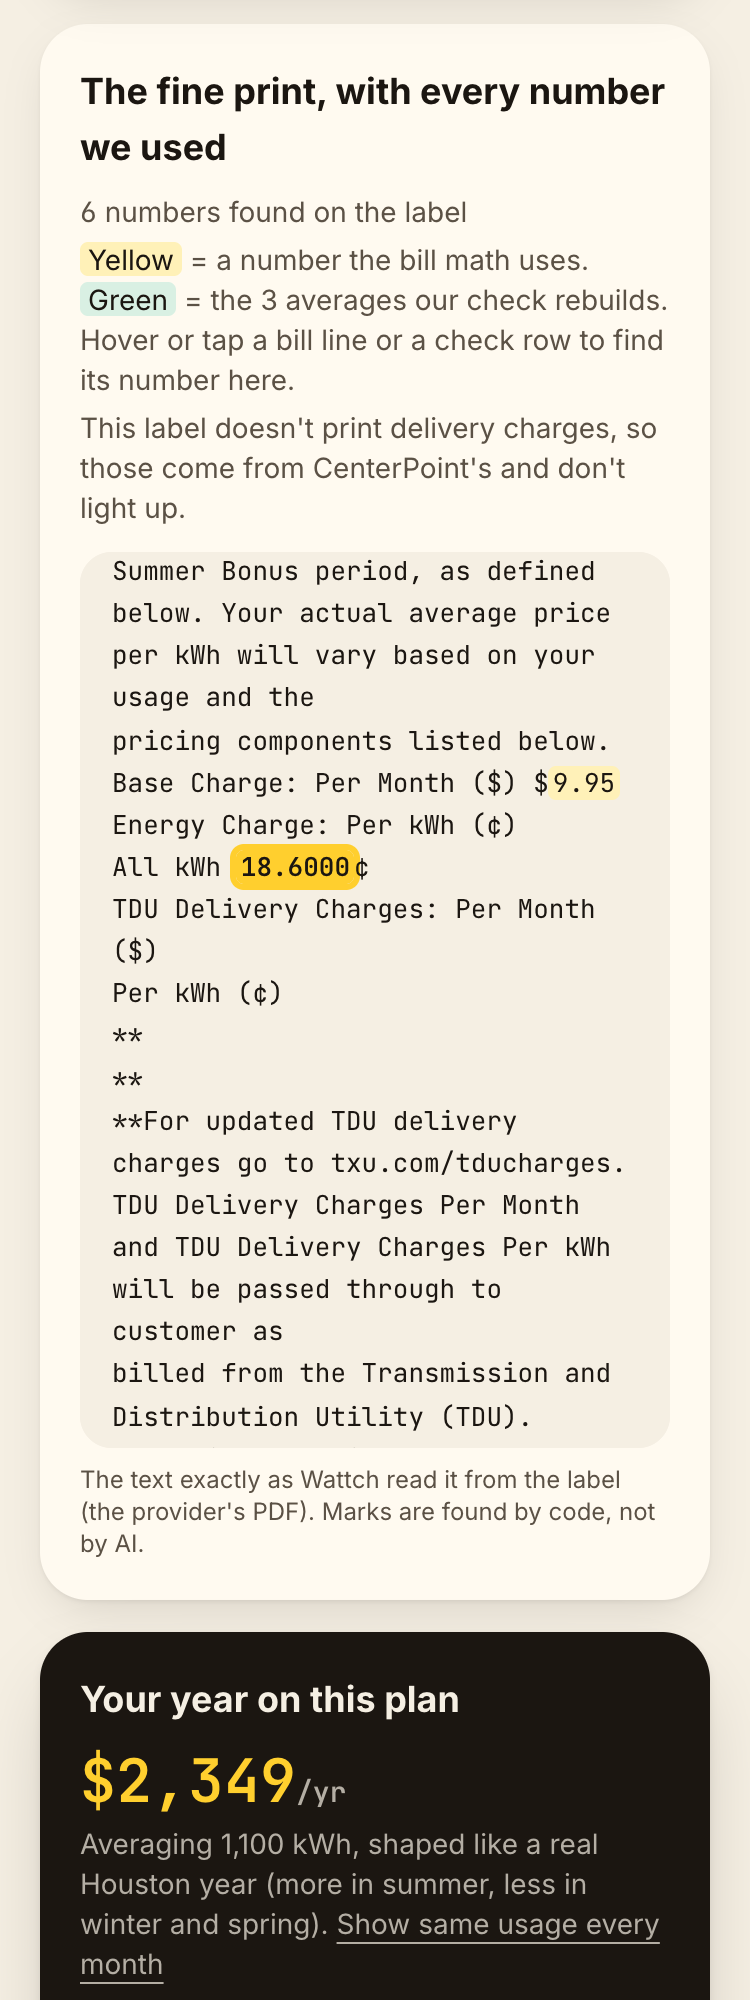 The fine print, with every number
we used
6 numbers found on the label
Yellow = a number the bill math uses.
Green = the 3 averages our check rebuilds.
Hover or tap a bill line or a check row to find
its number here.
This label doesn't print delivery charges, so
those come from CenterPoint's and don't
light up.
Summer Bonus period, as defined
below. Your actual average price
per kWh will vary based on your
usage and the
pricing components listed below.
Base Charge: Per Month ($) $9.95
Energy Charge: Per kWh (¢)
All kWh 18.6000¢
TDU Delivery Charges: Per Month
($)
Per kWh (¢)
**
**
**For updated TDU delivery
charges go to txu.com/tducharges.
TDU Delivery Charges Per Month
and TDU Delivery Charges Per kWh
will be passed through to
customer as
billed from the Transmission and
Distribution Utility (TDU).
The text exactly as Wattch read it from the label
(the provider's PDF). Marks are found by code, not
by AI.
Your year on this plan
$2,349/yr
Averaging 1,100 kWh, shaped like a real
Houston year (more in summer, less in
winter and spring). Show same usage every
month